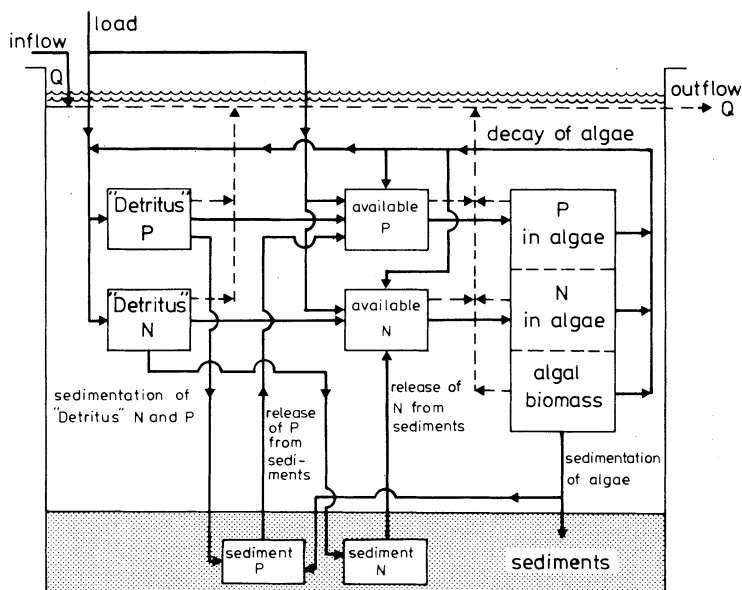 load
inflow
Q
outflow
Q
decay of algae
"Detritus"
P
available
P
P
in algae
"Detritus"
N
available
N
N
in algae
algal
biomass
sedimentation of
"Detritus" N and P
release
of P
from
sedi-
ments
release of
N from
sediments
sedimentation
of algae
sediment
P
sediment
N
sediments